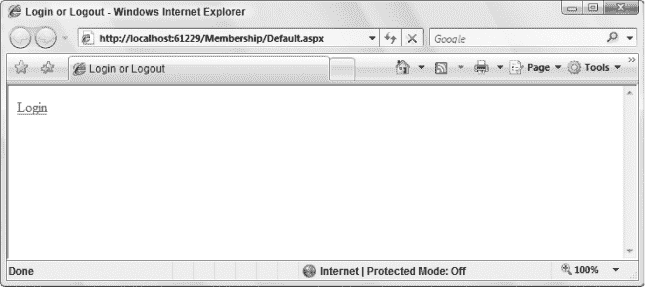 Login or Logout - Windows Internet Explorer
http://localhost:61229/Membership/Default.aspx
Google
Login or Logout
Page
Tools
Login
Done
Internet | Protected Mode: Off
100%